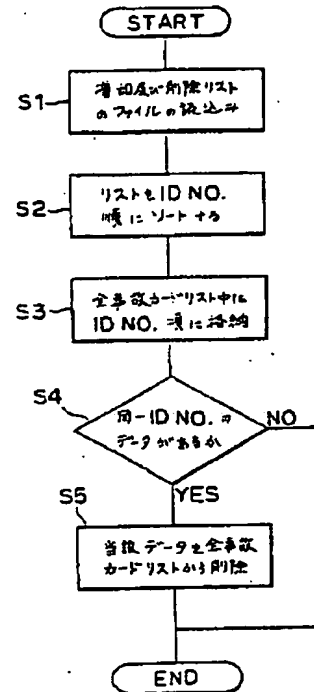 START
S1
増加及び削除リスト
のファイルの読込み
S2
リストをID NO.
順にソートする
S3
全事故カードリスト中に
ID NO. 順に格納
S4
同一ID NO.の
データがあるか
NO
YES
S5
当該データを全事故
カードリストから削除
END